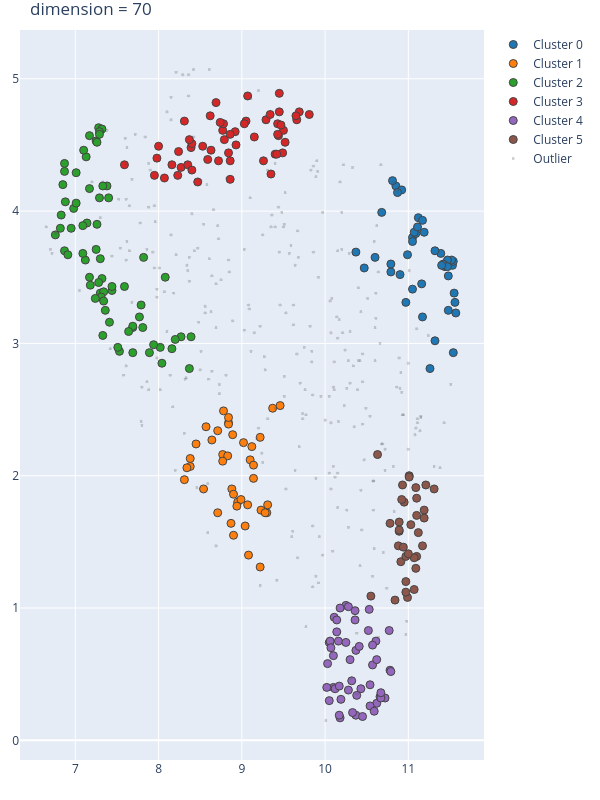 dimension = 70
Cluster 0
Cluster 1
Cluster 2
Cluster 3
Cluster 4
Cluster 5
Outlier
5
4
3
2
1
0
7 8 9 10 11